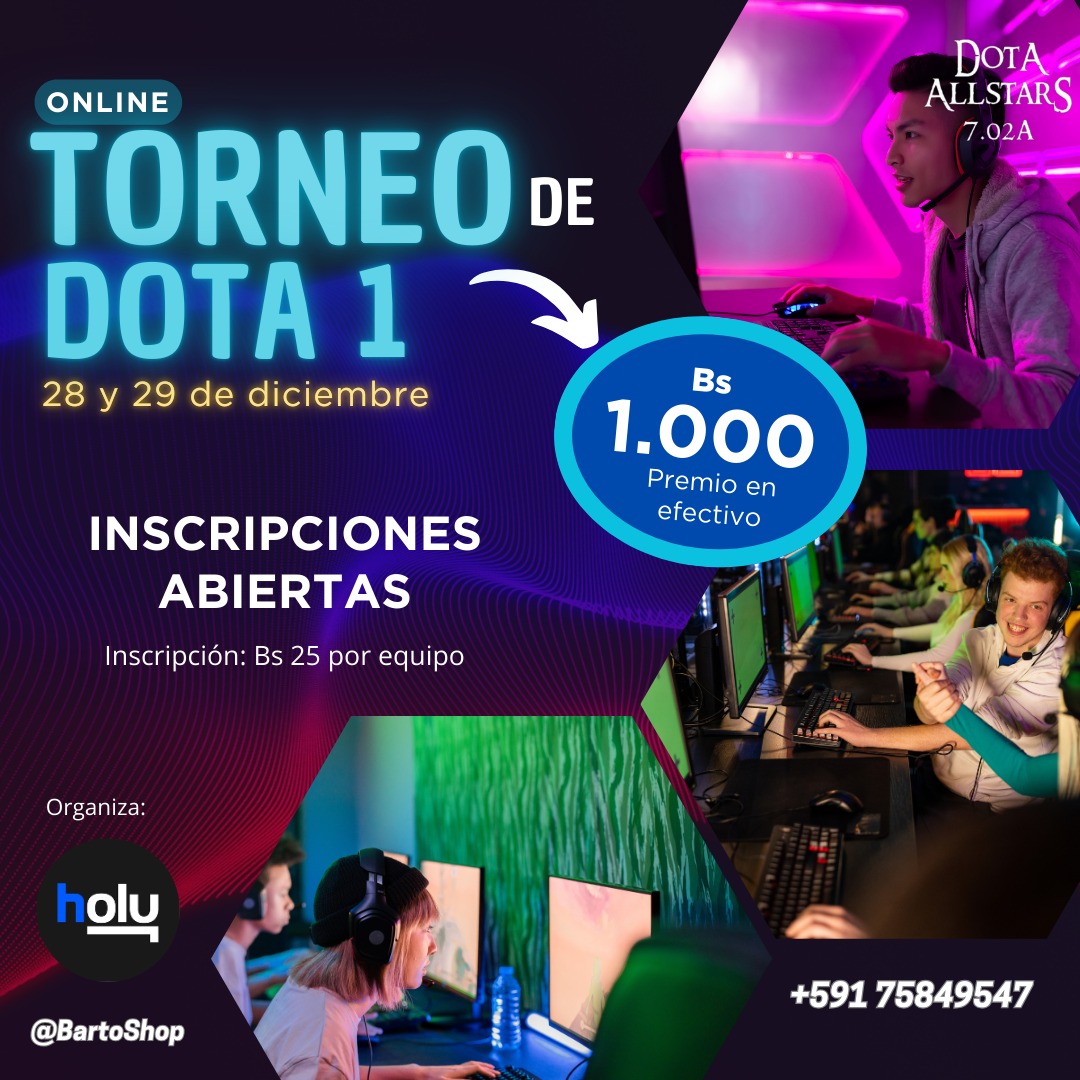 DOTA
ALLSTARS
7.02A
ONLINE
TORNEO DE
DOTA 1
28 y 29 de diciembre
Bs
1.000
Premio en
efectivo
INSCRIPCIONES
ABIERTAS
Inscripción: Bs 25 por equipo
Organiza:
holy
@BartoShop
+591 75849547